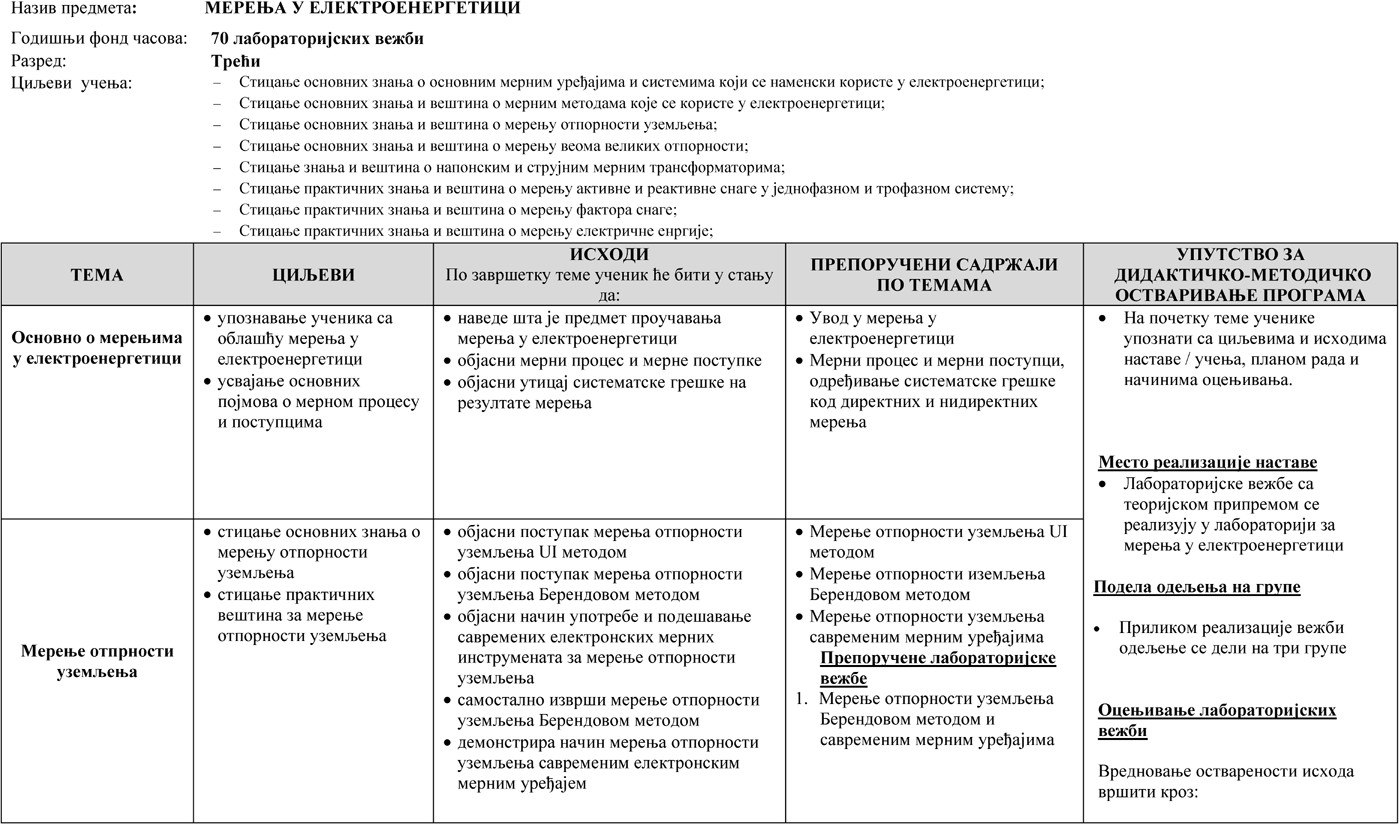 Назив предмета: МЕРЕЊА У ЕЛЕКТРОЕНЕРГЕТИЦИ
Годишњи фонд часова: 70 лабораторијских вежби
Разред: Трећи
Циљеви учења:
– Стицање основних знања о основним мерним уређајима и системима који се наменски користе у електроенергетици;
– Стицање основних знања и вештина о мерним методама које се користе у електроенергетици;
– Стицање основних знања и вештина о мерењу отпорности уземљења;
– Стицање основних знања и вештина о мерењу веома великих отпорности;
– Стицање знања и вештина о напонским и струјним мерним трансформаторима;
– Стицање практичних знања и вештина о мерењу активне и реактивне снаге у једнофазном и трофазном систему;
– Стицање практичних знања и вештина о мерењу фактора снаге;
– Стицање практичних знања и вештина о мерењу електричне енргије;
ТЕМА
ЦИЉЕВИ
ИСХОДИ
По завршетку теме ученик ће бити у стању
да:
ПРЕПОРУЧЕНИ САДРЖАЈИ
ПО ТЕМАМА
УПУТСТВО ЗА
ДИДАКТИЧКО-МЕТОДИЧКО
ОСТВАРИВАЊЕ ПРОГРАМА
Основно о мерењима
у електроенергетици
• упознавање ученика са
облашћу мерења у
електроенергетици
• усвајање основних
појмова о мерном процесу
и поступцима
• наведе шта је предмет проучавања
мерења у електроенергетици
• објасни мерни процес и мерне поступке
• објасни утицај систематске грешке на
резултате мерења
• Увод у мерења у
електроенергетици
• Мерни процес и мерни поступци,
одређивање систематске грешке
код директних и нидиректних
мерења
• На почетку теме ученике
упознати са циљевима и исходима
наставе / учења, планом рада и
начинима оцењивања.
Место реализације наставе
• Лабораторијске вежбе са
теоријском припремом се
реализују у лабораторији за
мерења у електроенергетици
Подела одељења на групе
• Приликом реализације вежби
одељење се дели на три групе
Оцењивање лабораторијских
вежби
Вредновање остварености исхода
вршити кроз:
Мерење отпрности
уземљења
• стицање основних знања о
мерењу отпорности
уземљења
• стицање практичних
вештина за мерење
отпорности уземљења
• објасни поступак мерења отпорности
уземљења UI методом
• објасни поступак мерења отпорности
уземљења Берендовом методом
• објасни начин употребе и подешавање
савремених електронских мерних
инструмената за мерење отпорности
уземљења
• самостално изврши мерење отпорности
уземљења Берендовом методом
• демонстрира начин мерења отпорности
уземљења савременим електронским
мерним уређајем
• Мерење отпорности уземљења UI
методом
• Мерење отпорности иземљења
Берендовом методом
• Мерење отпорности уземљења
савременим мерним уређајима
Препоручене лабораторијске
вежбе
1. Мерење отпорности уземљења
Берендовом методом и
савременим мерним уређајима